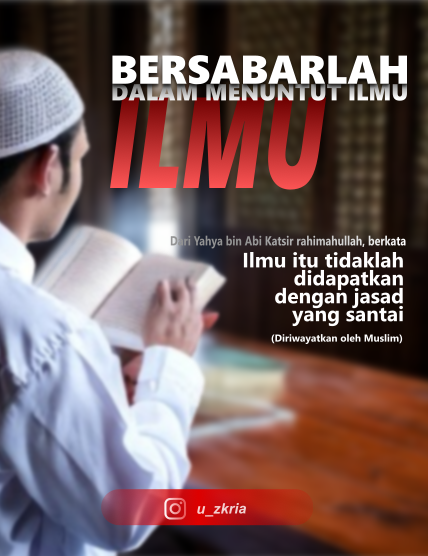 BERSABARLAH
DALAM MENUNTUT ILMU
ILMU
Dari Yahya bin Abi Katsir rahimahullah, berkata
Ilmu itu tidaklah
didapatkan
dengan jasad
yang santai
(Diriwayatkan oleh Muslim)
u_zkria